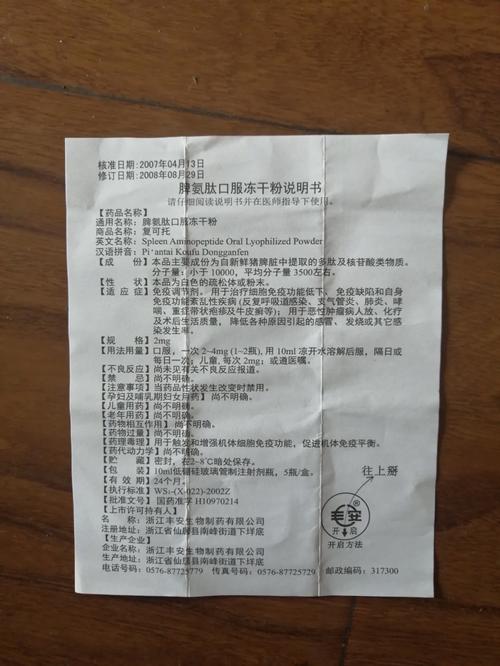 核准日期:2007年04月13日
修订日期:2008年08月29日
脾氨肽口服冻干粉说明书
请仔细阅读说明书并在医师指导下使用。
【药品名称】
通用名称:脾氨肽口服冻干粉
商品名称:复可托
英文名称:Spleen Aminopeptide Oral Lyophilized Powder
汉语拼音:Pi'antai Koufu Dongganfen
【成 份】本品主要成份为自新鲜猪脾脏中提取的多肽及核苷酸类物质。
分子量:小于10000,平均分子量3500左右。
【性 状】本品为白色的疏松体或粉末。
【适 应 症】免疫调节剂。用于治疗细胞免疫功能低下、免疫缺陷和自身
免疫功能紊乱性疾病(反复呼吸道感染、支气管炎、肺炎、哮
喘、重症带状疱疹及牛皮癣等);用于恶性肿瘤病人放、化疗
及术后生活质量,降低各种原因引起的感冒、发烧或其它感
染发生率。
【规 格】2mg
【用法用量】口服,一次2~4mg(1~2瓶),用10ml凉开水溶解后服,隔日或
每日一次;儿童,每次2mg;或遵医嘱。
【不良反应】尚未见有关不良反应报道。
【禁 忌】尚不明确。
【注意事项】当药品性状发生改变时禁用。
【孕妇及哺乳期妇女用药】尚不明确。
【儿童用药】尚不明确。
【老年用药】尚不明确。
【药物相互作用】尚不明确。
【药物过量】尚不明确。
【药理毒理】用于触发和增强机体细胞免疫功能,促进机体免疫平衡。
【药代动力学】尚不明确。
【贮 藏】密封,在2~8℃暗处保存。
【包 装】10ml低硼硅玻璃管制注射剂瓶,5瓶/盒。
【有 效 期】24个月。
【执行标准】WS₁-(X-022)-2002Z
【批准文号】国药准字H10970214
【上市许可持有人】
名 称:浙江丰安生物制药有限公司
注册地址:浙江省仙居县南峰街道下垟底
【生产企业】
企业名称:浙江丰安生物制药有限公司
生产地址:浙江省仙居县南峰街道下垟底
电话号码:0576-87725779 传真号码:0576-87728759 邮政编码:317300
往上掰
®
开启
开启方法